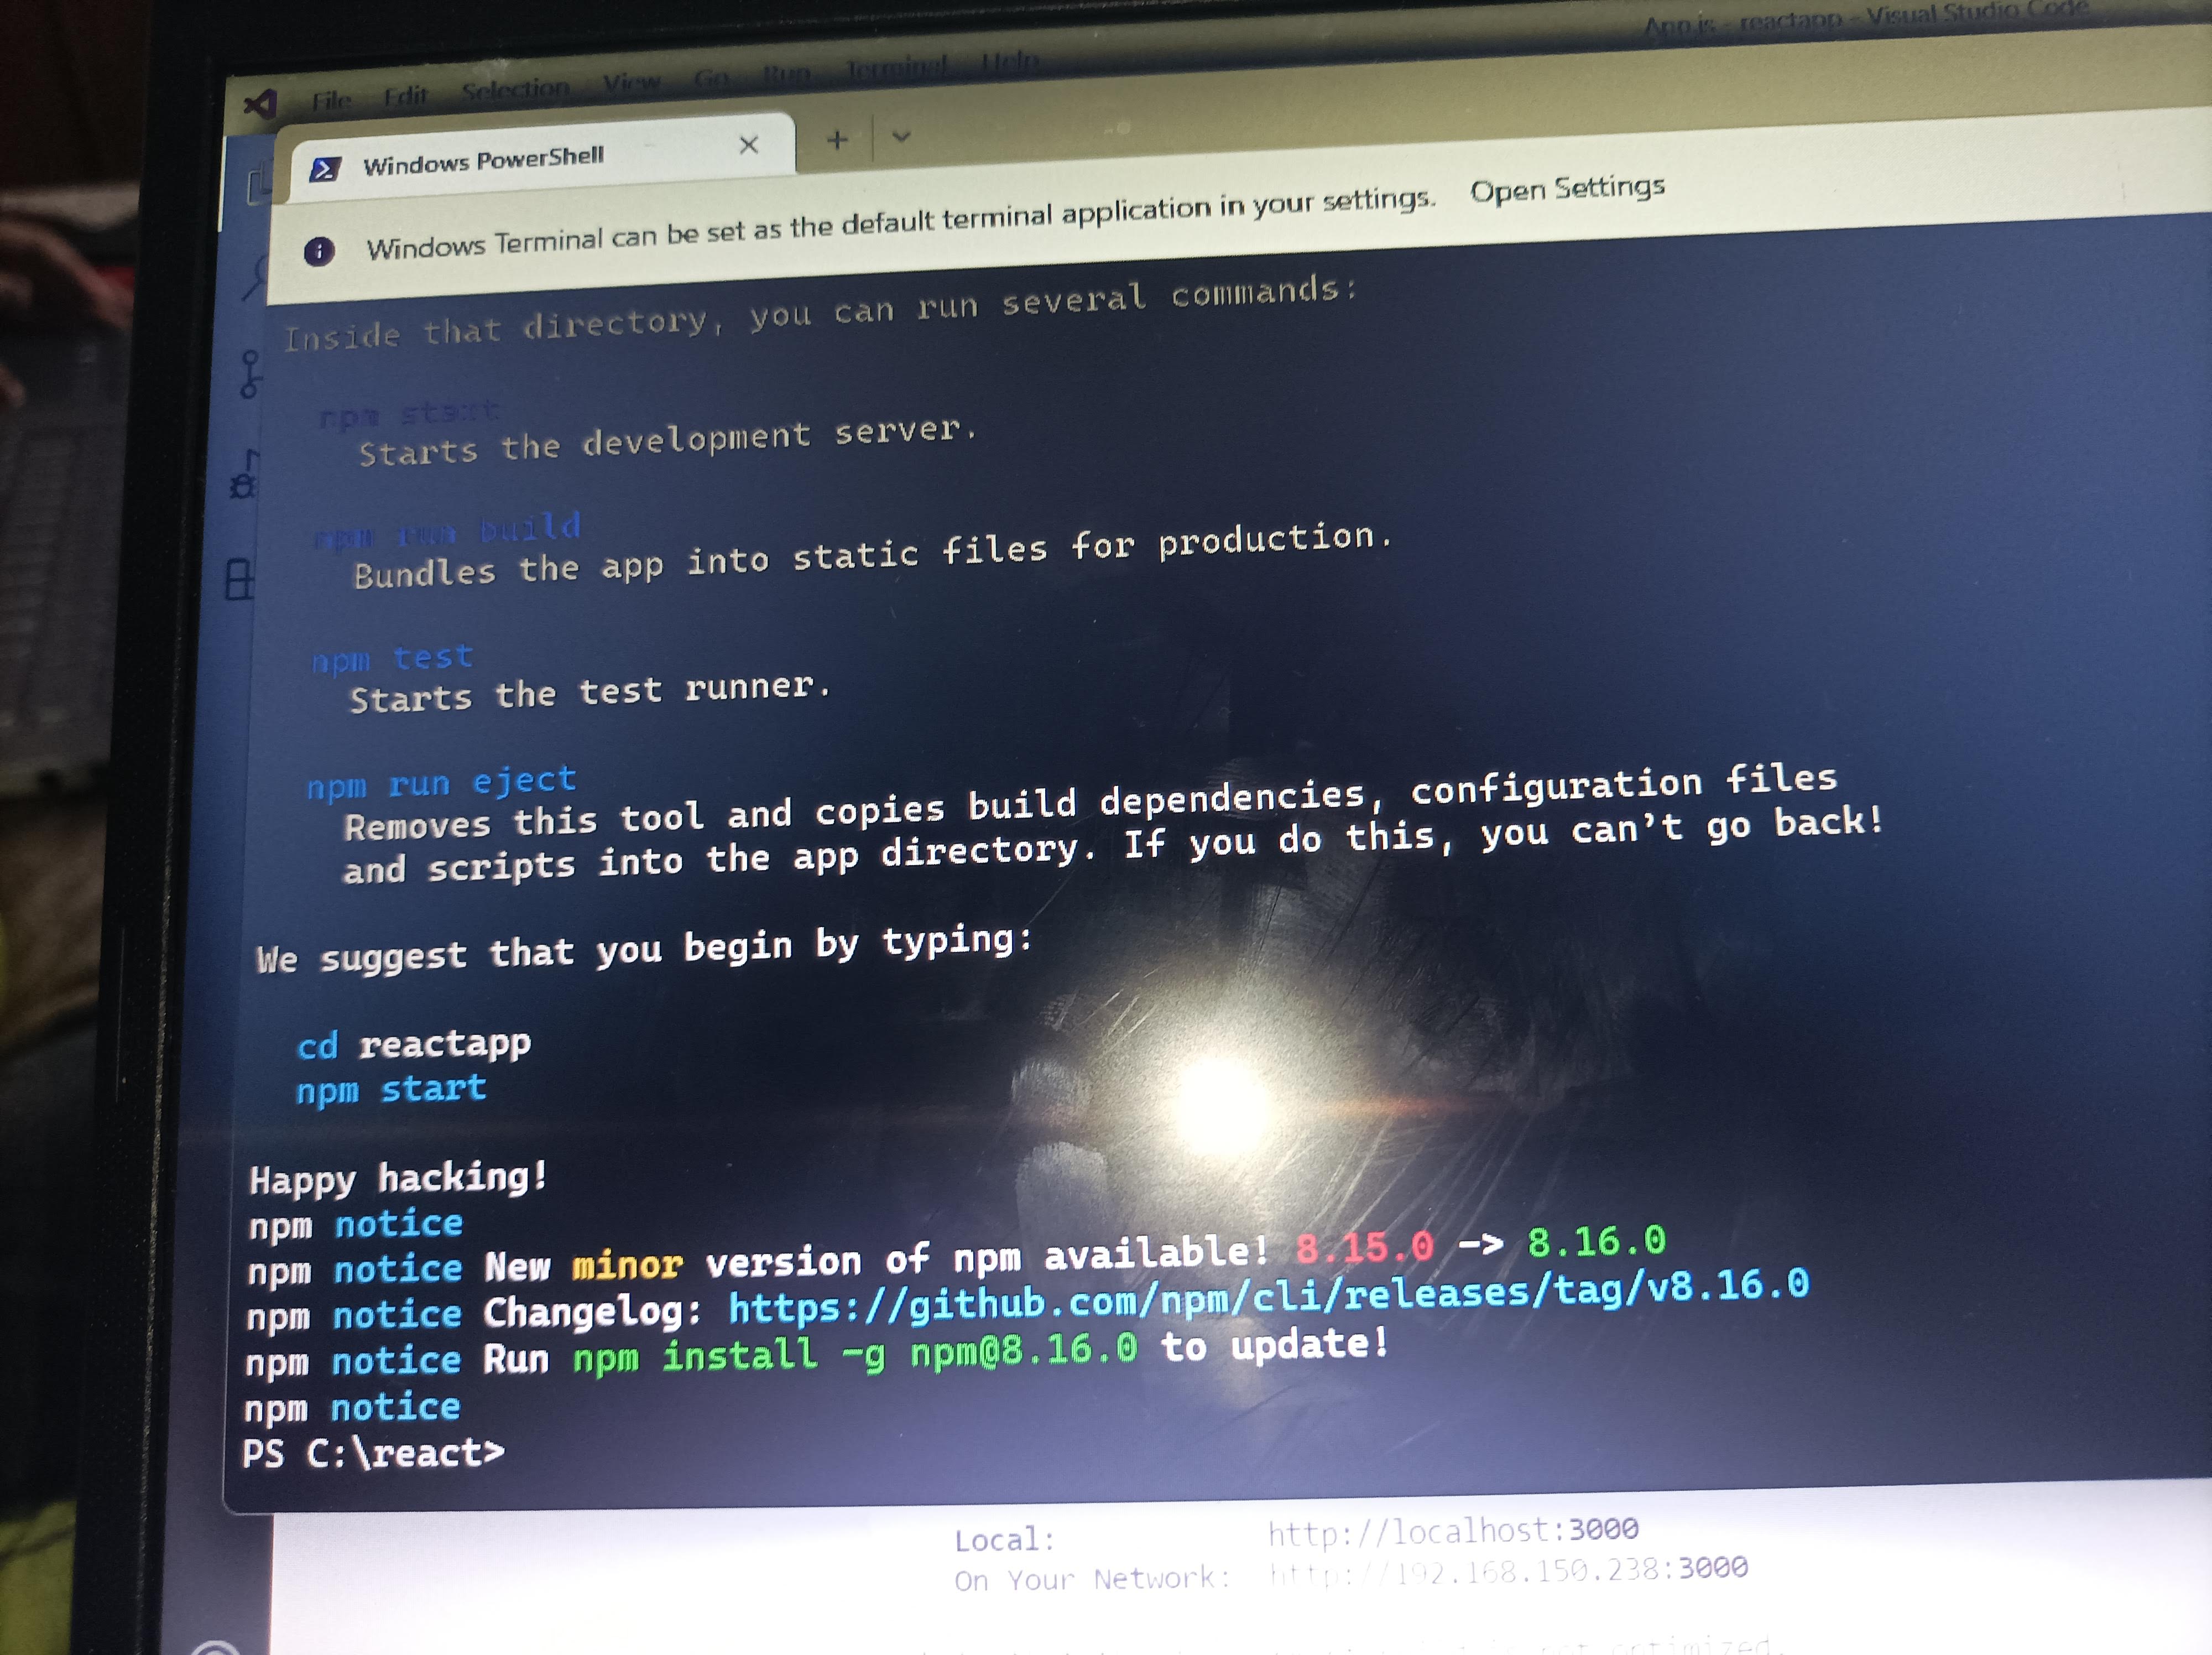 App.js - reactapp - Visual Studio Code
File Edit Selection View Go Run Terminal Help
Windows PowerShell
Windows Terminal can be set as the default terminal application in your settings. Open Settings
Inside that directory, you can run several commands:
npm start
Starts the development server.
npm run build
Bundles the app into static files for production.
npm test
Starts the test runner.
npm run eject
Removes this tool and copies build dependencies, configuration files
and scripts into the app directory. If you do this, you can’t go back!
We suggest that you begin by typing:
cd reactapp
npm start
Happy hacking!
npm notice
npm notice New minor version of npm available! 8.15.0 -> 8.16.0
npm notice Changelog: https://github.com/npm/cli/releases/tag/v8.16.0
npm notice Run npm install -g npm@8.16.0 to update!
npm notice
PS C:\react>
Local: http://localhost:3000
On Your Network: http://192.168.150.238:3000
not optimized.